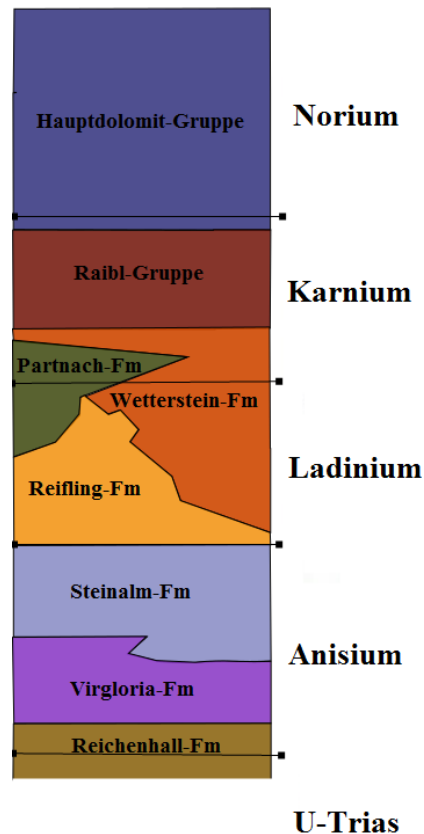 Norium
Hauptdolomit-Gruppe
Raibl-Gruppe
Karnium
Partnach-Fm
Wetterstein-Fm
Ladinium
Reifling-Fm
Steinalm-Fm
Anisium
Virgloria-Fm
Reichenhall-Fm
U-Trias